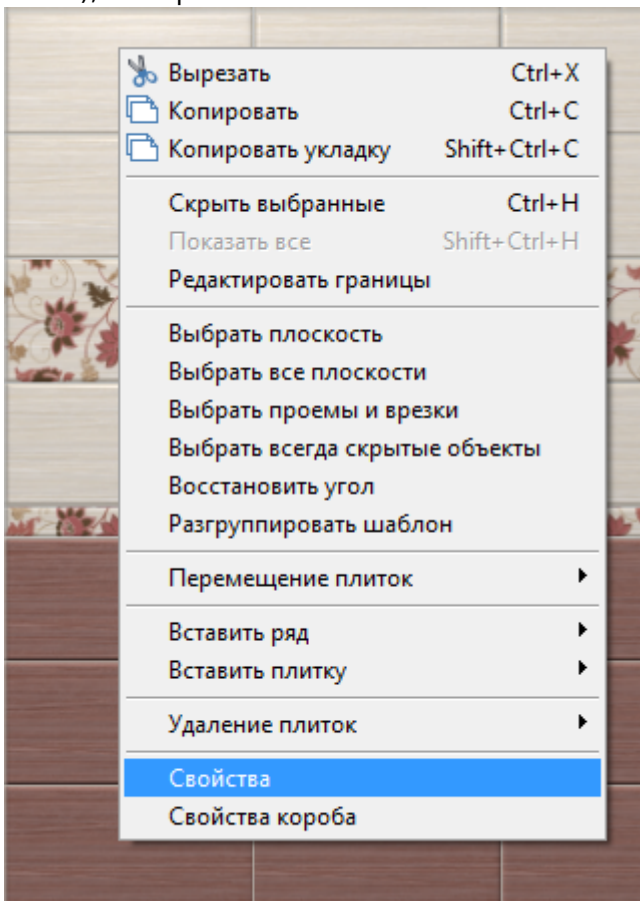 Вырезать Ctrl+X
Копировать Ctrl+C
Копировать укладку Shift+Ctrl+C
Скрыть выбранные Ctrl+H
Показать все Shift+Ctrl+H
Редактировать границы
Выбрать плоскость
Выбрать все плоскости
Выбрать проемы и врезки
Выбрать всегда скрытые объекты
Восстановить угол
Разгруппировать шаблон
Перемещение плиток
Вставить ряд
Вставить плитку
Удаление плиток
Свойства
Свойства короба